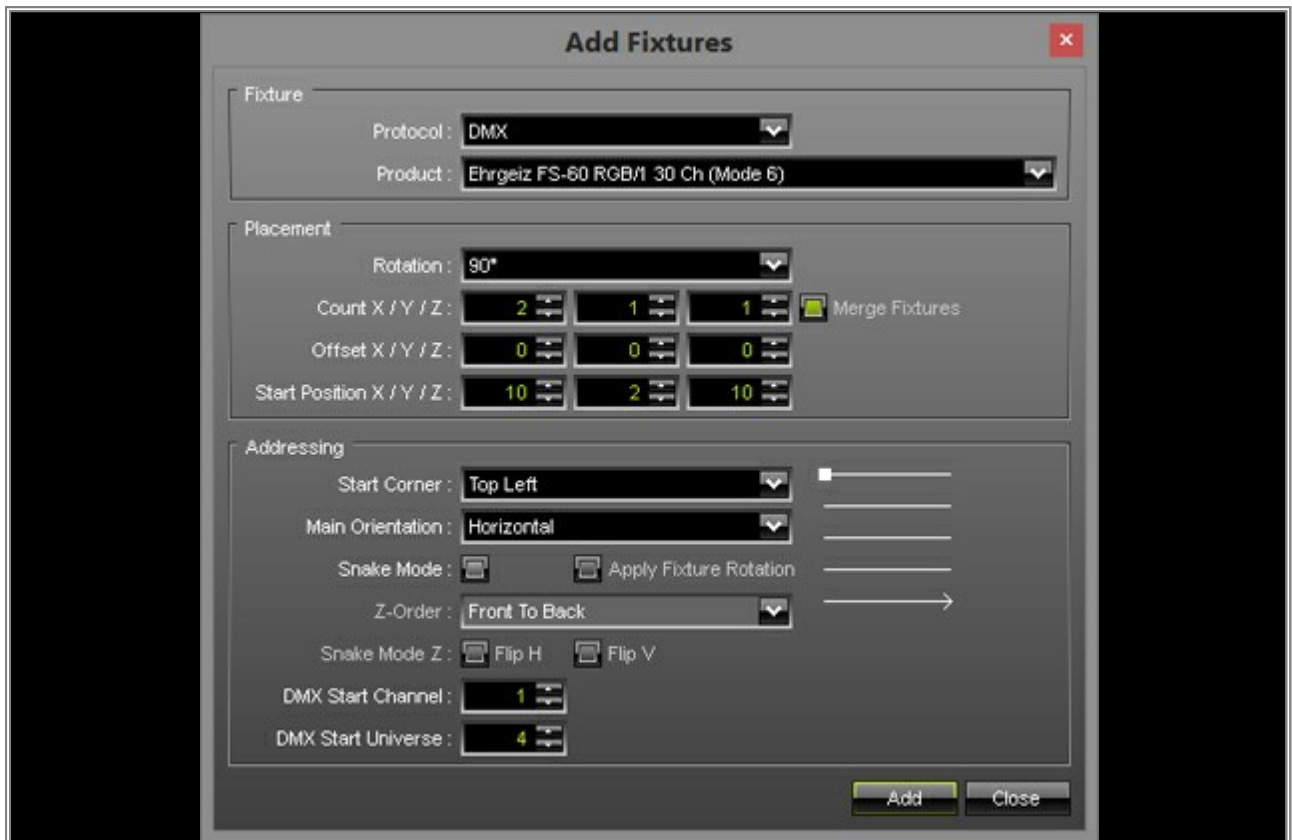 Add Fixtures
Fixture
Protocol : DMX
Product : Ehrgeiz FS-60 RGB/1 30 Ch (Mode 6)
Placement
Rotation : 90°
Count X / Y / Z : 2 1 1 Merge Fixtures
Offset X / Y / Z : 0 0 0
Start Position X / Y / Z : 10 2 10
Addressing
Start Corner : Top Left
Main Orientation : Horizontal
Snake Mode : Apply Fixture Rotation
Z-Order : Front To Back
Snake Mode Z : Flip H Flip V
DMX Start Channel : 1
DMX Start Universe : 4
Add Close